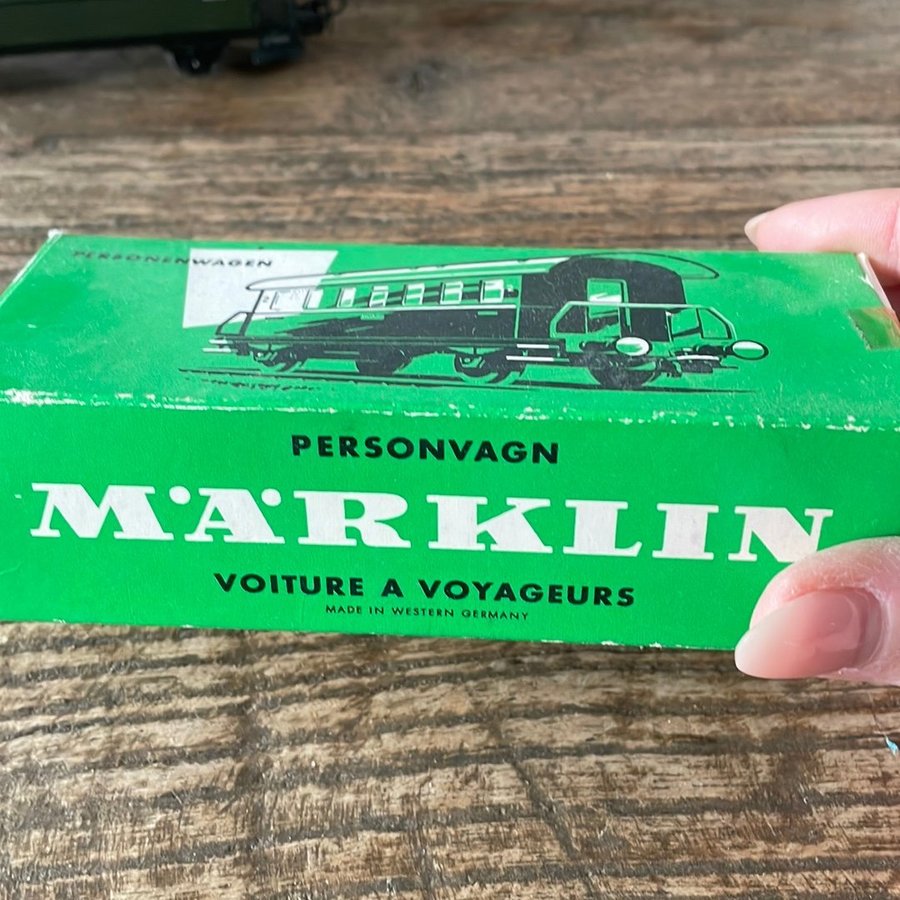 PERSONENWAGEN
PERSONVAGN
MÄRKLIN
VOITURE A VOYAGEURS
MADE IN WESTERN GERMANY